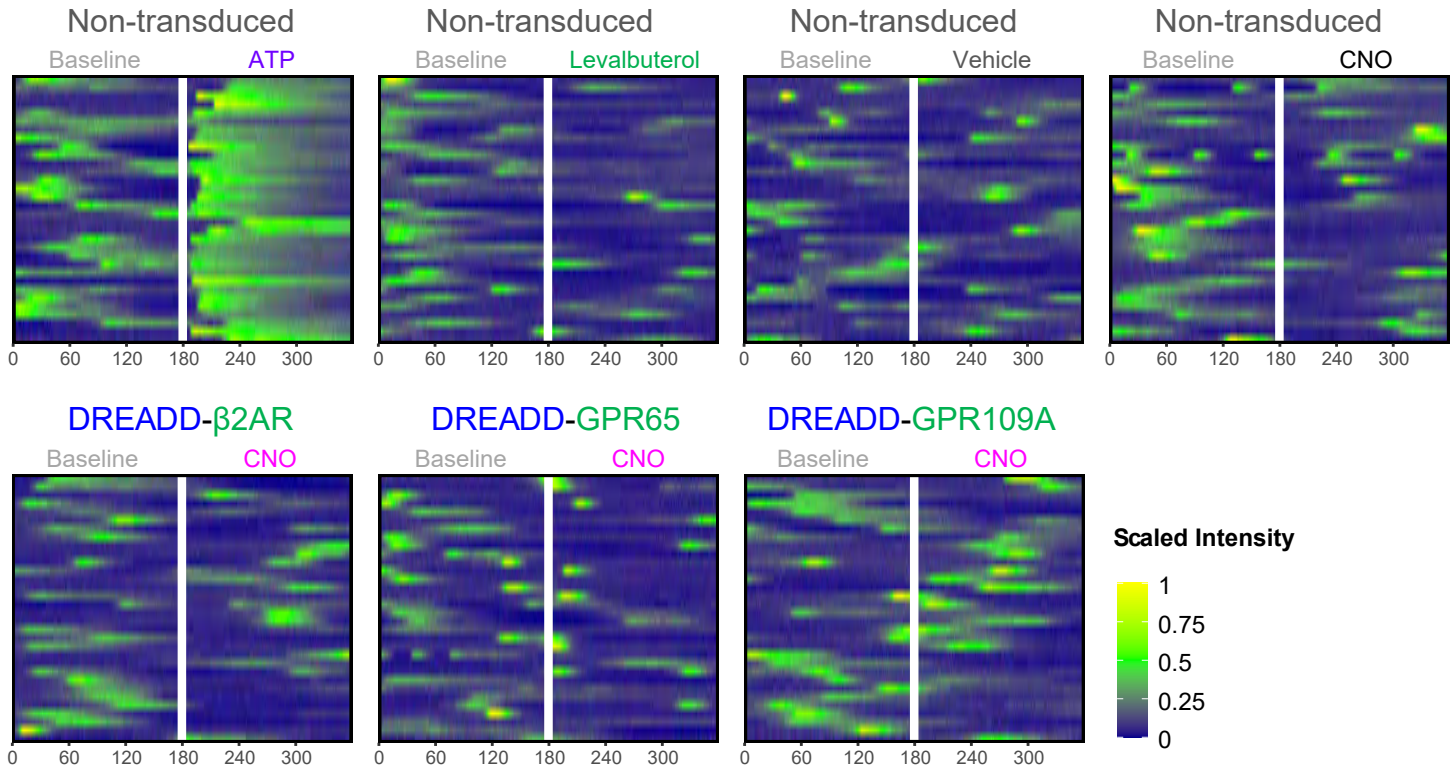 Non-transduced Non-transduced Non-transduced Non-transduced
Baseline ATP Baseline Levalbuterol Baseline Vehicle Baseline CNO
0 60 120 180 240 300 0 60 120 180 240 300 0 60 120 180 240 300 0 60 120 180 240 300
DREADD-β2AR DREADD-GPR65 DREADD-GPR109A
Baseline CNO Baseline CNO Baseline CNO
Scaled Intensity
1
0.75
0.5
0.25
0
0 60 120 180 240 300 0 60 120 180 240 300 0 60 120 180 240 300